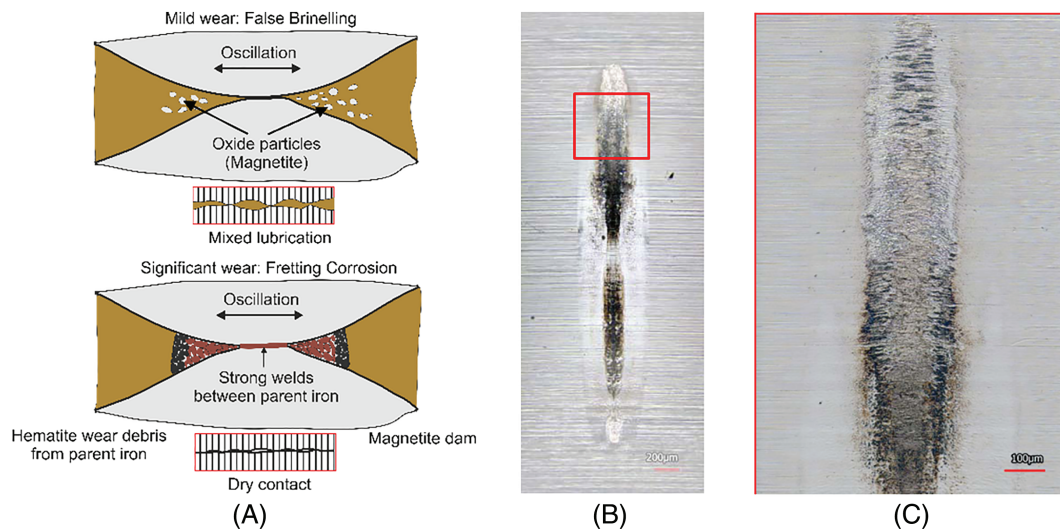 Mild wear: False Brinelling
Oscillation
Oxide particles
(Magnetite)
Mixed lubrication
Significant wear: Fretting Corrosion
Oscillation
Strong welds
between parent iron
Hematite wear debris
from parent iron
Magnetite dam
Dry contact
(A)
200µm
(B)
100µm
(C)